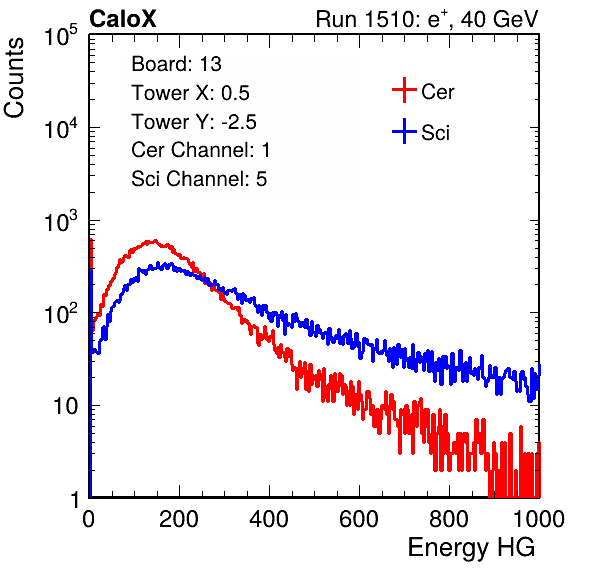 CaloX Run 1510: e⁺, 40 GeV
Counts
Board: 13
Tower X: 0.5
Tower Y: -2.5
Cer Channel: 1
Sci Channel: 5
Cer
Sci
10⁵
10⁴
10³
10²
10
1
0 200 400 600 800 1000
Energy HG